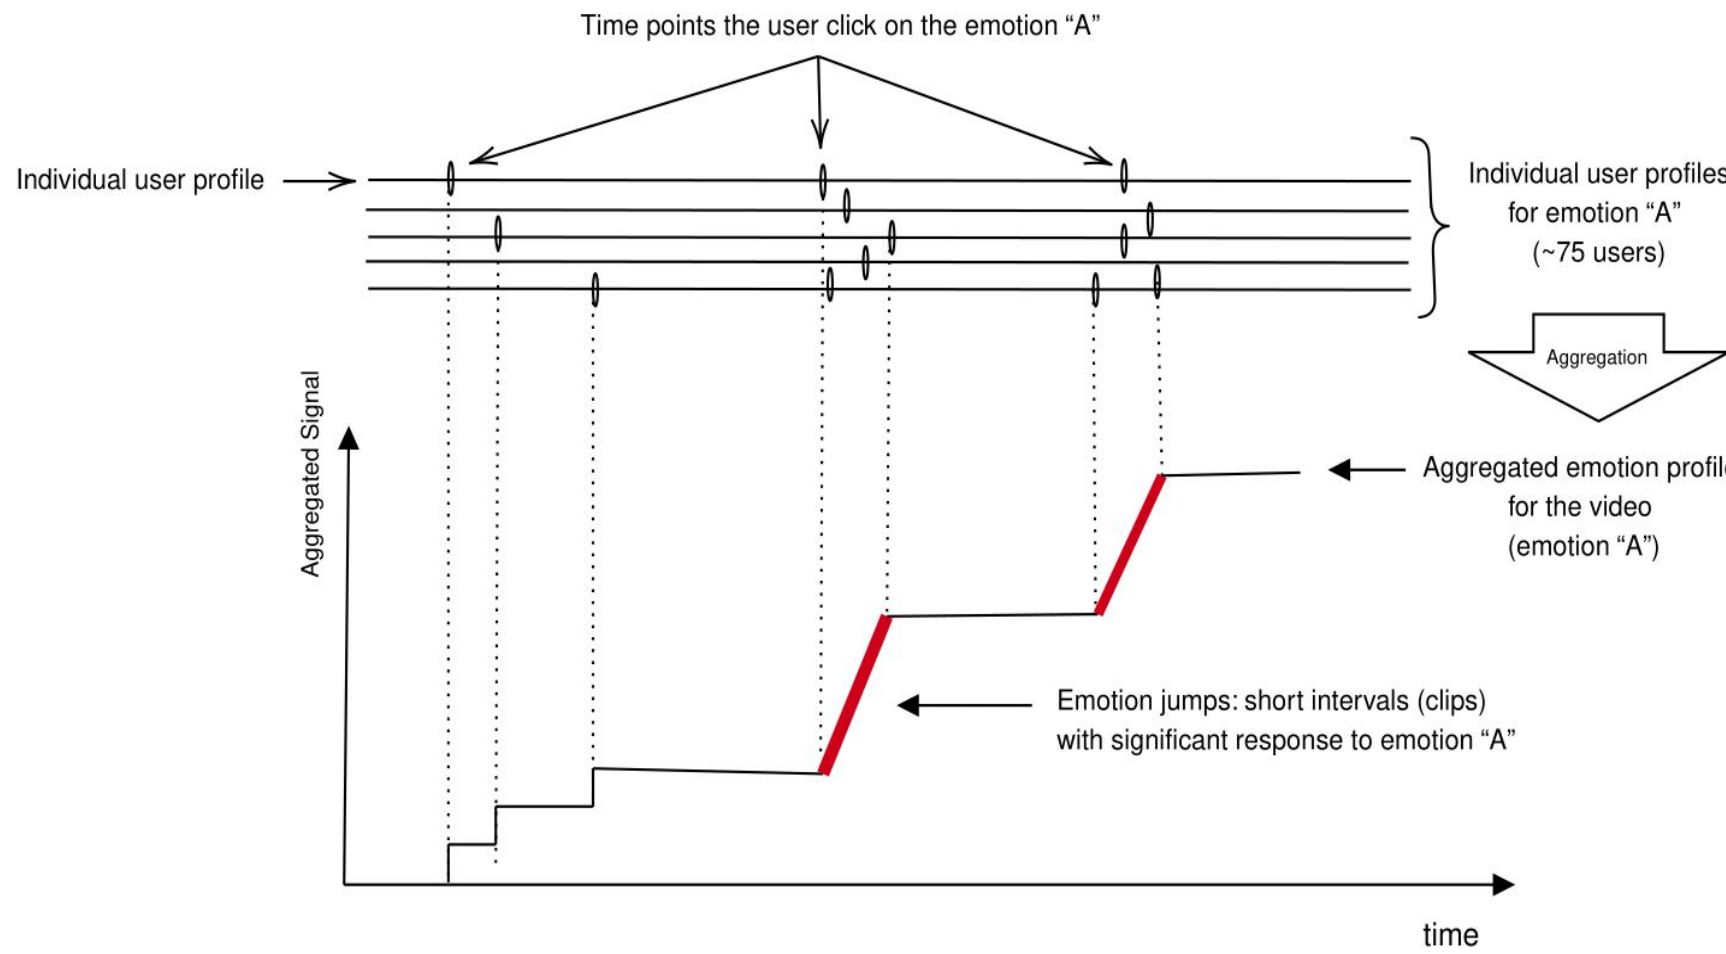 Time points the user click on the emotion “A”
Individual user profile
Individual user profiles
for emotion “A”
(~75 users)
Aggregation
Aggregated Signal
Aggregated emotion profil
for the video
(emotion “A”)
Emotion jumps: short intervals (clips)
with significant response to emotion “A”
time